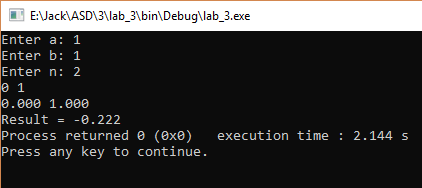 E:\Jack\ASD\3\lab_3\bin\Debug\lab_3.exe
Enter a: 1
Enter b: 1
Enter n: 2
0 1
0.000 1.000
Result = -0.222
Process returned 0 (0x0)   execution time : 2.144 s
Press any key to continue.